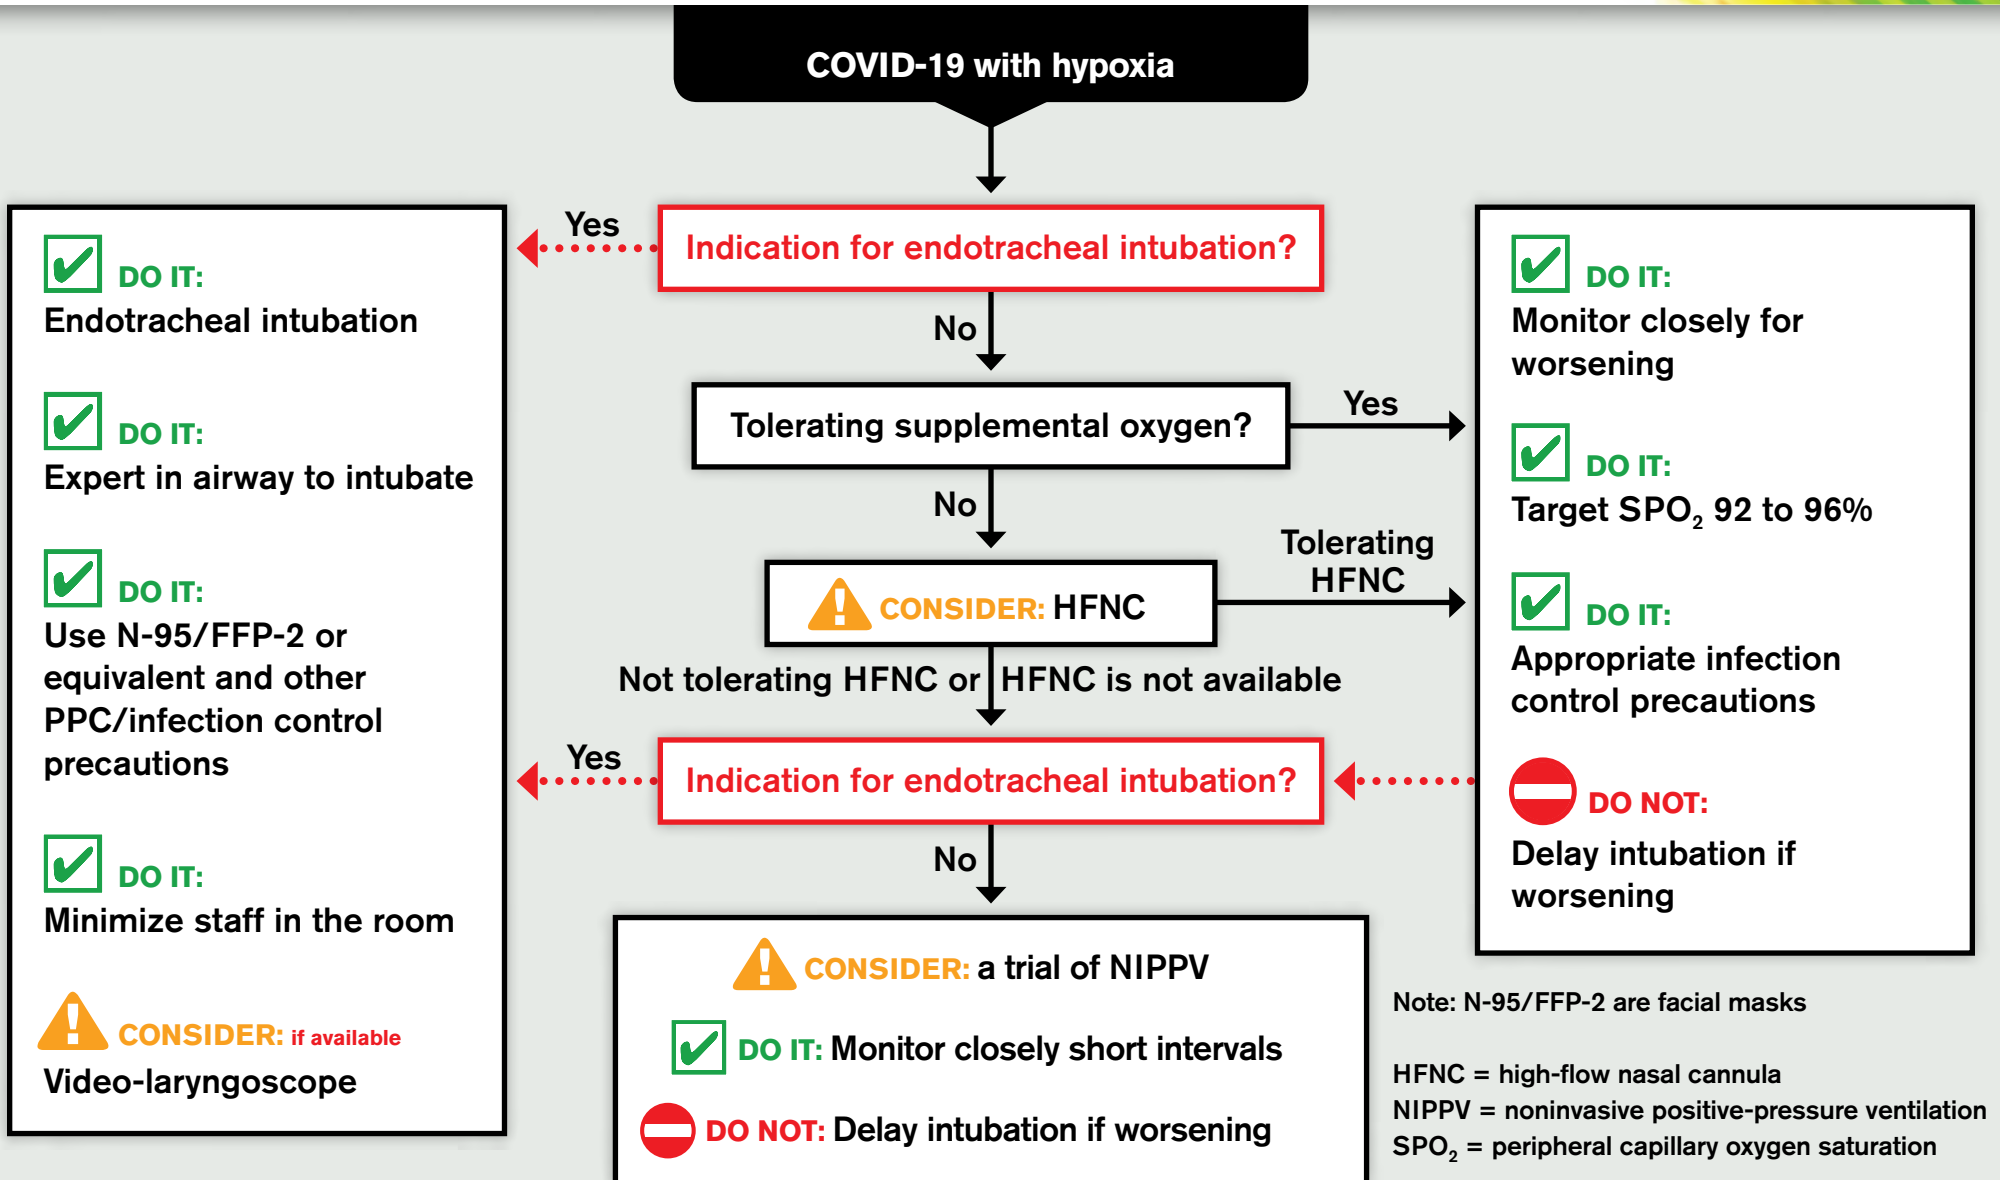 COVID-19 with hypoxia
Yes
Indication for endotracheal intubation?
No
Tolerating supplemental oxygen?
Yes
No
CONSIDER: HFNC
Tolerating
HFNC
Not tolerating HFNC or HFNC is not available
Yes
Indication for endotracheal intubation?
No
CONSIDER: a trial of NIPPV
DO IT: Monitor closely short intervals
DO NOT: Delay intubation if worsening
DO IT:
Endotracheal intubation
DO IT:
Expert in airway to intubate
DO IT:
Use N-95/FFP-2 or
equivalent and other
PPC/infection control
precautions
DO IT:
Minimize staff in the room
CONSIDER: if available
Video-laryngoscope
DO IT:
Monitor closely for
worsening
DO IT:
Target SPO₂ 92 to 96%
DO IT:
Appropriate infection
control precautions
DO NOT:
Delay intubation if
worsening
Note: N-95/FFP-2 are facial masks
HFNC = high-flow nasal cannula
NIPPV = noninvasive positive-pressure ventilation
SPO₂ = peripheral capillary oxygen saturation